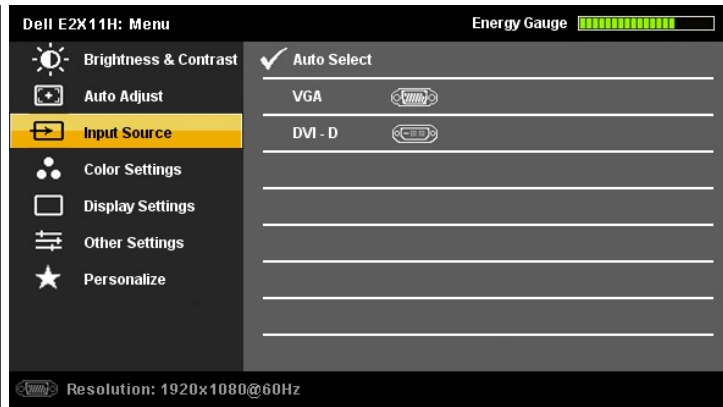 Dell E2X11H: Menu Energy Gauge
Brightness & Contrast Auto Select
Auto Adjust VGA
Input Source DVI - D
Color Settings
Display Settings
Other Settings
Personalize
Resolution: 1920x1080@60Hz